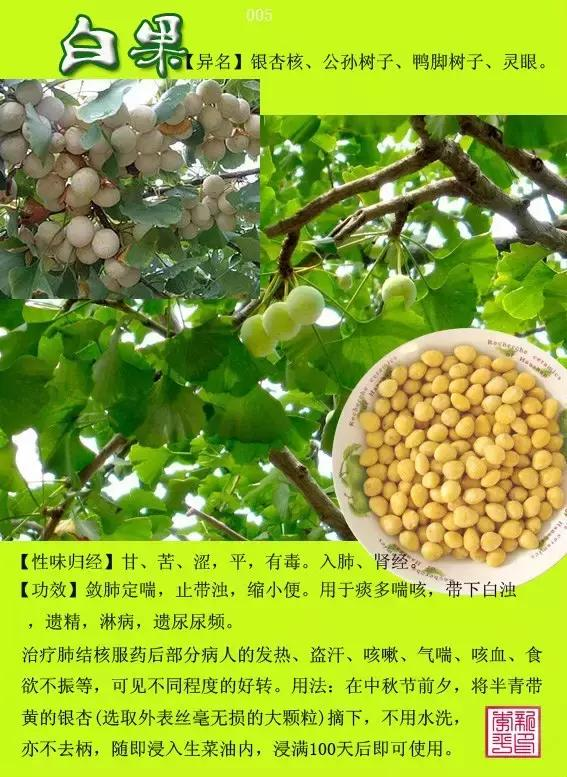 005
白果
【异名】银杏核、公孙树子、鸭脚树子、灵眼。
Recherche ceramics
【性味归经】甘、苦、涩，平，有毒。入肺、肾经。
【功效】敛肺定喘，止带浊，缩小便。用于痰多喘咳，带下白浊
，遗精，淋病，遗尿尿频。
治疗肺结核服药后部分病人的发热、盗汗、咳嗽、气喘、咳血、食
欲不振等，可见不同程度的好转。用法：在中秋节前夕，将半青带
黄的银杏(选取外表丝毫无损的大颗粒)摘下，不用水洗，
亦不去柄，随即浸入生菜油内，浸满100天后即可使用。